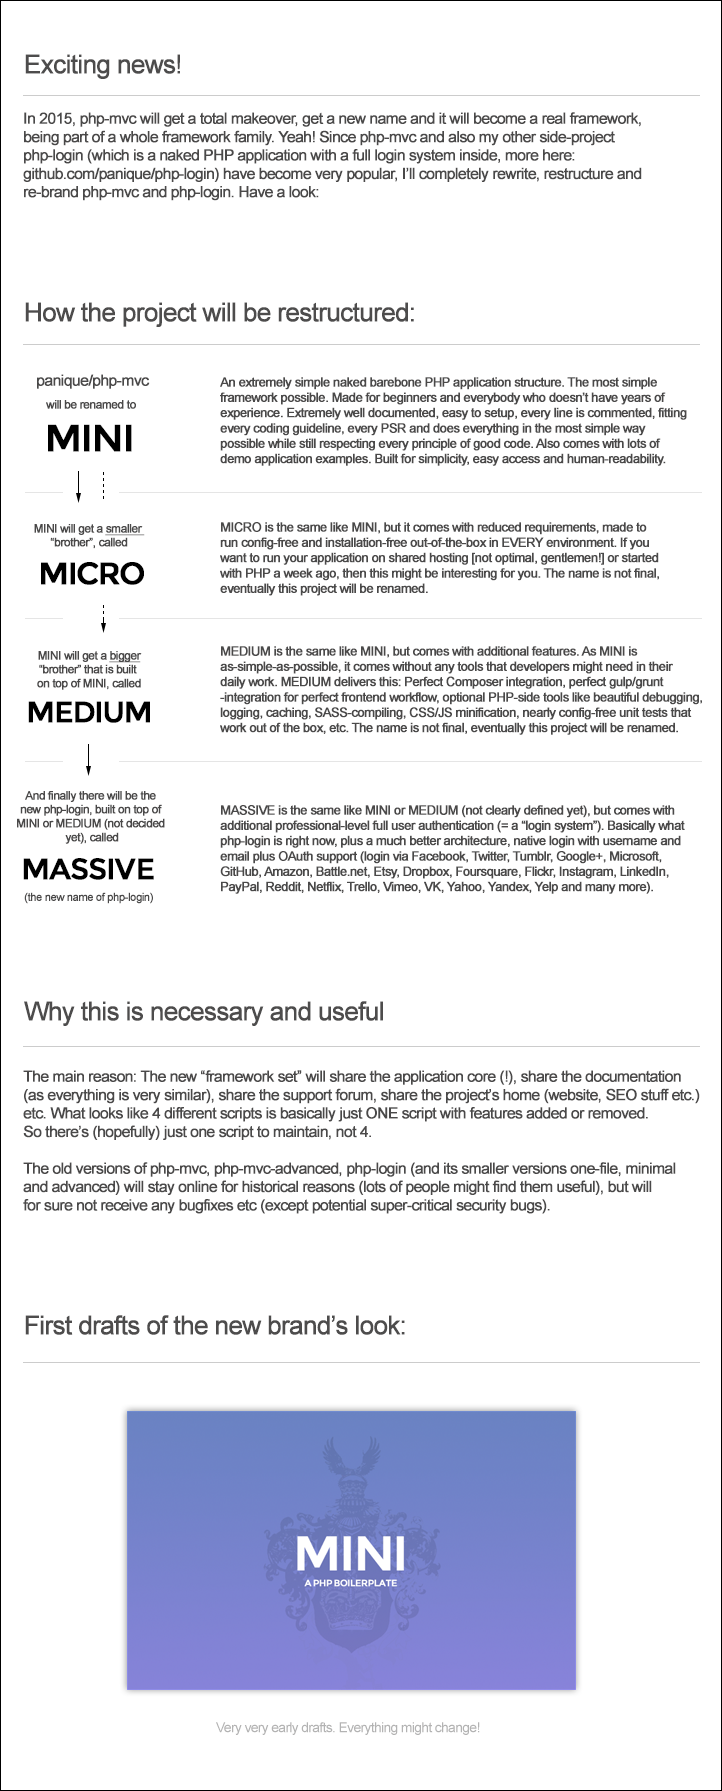 Exciting news!
In 2015, php-mvc will get a total makeover, get a new name and it will become a real framework,
being part of a whole framework family. Yeah! Since php-mvc and also my other side-project
php-login (which is a naked PHP application with a full login system inside, more here:
github.com/panique/php-login) have become very popular, I'll completely rewrite, restructure and
re-brand php-mvc and php-login. Have a look:
How the project will be restructured:
panique/php-mvc
will be renamed to
MINI
An extremely simple naked barebone PHP application structure. The most simple
framework possible. Made for beginners and everybody who doesn't have years of
experience. Extremely well documented, easy to setup, every line is commented, fitting
every coding guideline, every PSR and does everything in the most simple way
possible while still respecting every principle of good code. Also comes with lots of
demo application examples. Built for simplicity, easy access and human-readability.
MINI will get a smaller
"brother", called
MICRO
MICRO is the same like MINI, but it comes with reduced requirements, made to
run config-free and installation-free out-of-the-box in EVERY environment. If you
want to run your application on shared hosting [not optimal, gentlemen!] or started
with PHP a week ago, then this might be interesting for you. The name is not final,
eventually this project will be renamed.
MINI will get a bigger
"brother" that is built
on top of MINI, called
MEDIUM
MEDIUM is the same like MINI, but comes with additional features. As MINI is
as-simple-as-possible, it comes without any tools that developers might need in their
daily work. MEDIUM delivers this: Perfect Composer integration, perfect gulp/grunt
-integration for perfect frontend workflow, optional PHP-side tools like beautiful debugging,
logging, caching, SASS-compiling, CSS/JS minification, nearly config-free unit tests that
work out of the box, etc. The name is not final, eventually this project will be renamed.
And finally there will be the
new php-login, built on top of
MINI or MEDIUM (not decided
yet), called
MASSIVE
(the new name of php-login)
MASSIVE is the same like MINI or MEDIUM (not clearly defined yet), but comes with
additional professional-level full user authentication (= a "login system"). Basically what
php-login is right now, plus a much better architecture, native login with username and
email plus OAuth support (login via Facebook, Twitter, Tumblr, Google+, Microsoft,
GitHub, Amazon, Battle.net, Etsy, Dropbox, Foursquare, Flickr, Instagram, LinkedIn,
PayPal, Reddit, Netflix, Trello, Vimeo, VK, Yahoo, Yandex, Yelp and many more).
Why this is necessary and useful
The main reason: The new "framework set" will share the application core (!), share the documentation
(as everything is very similar), share the support forum, share the project's home (website, SEO stuff etc.)
etc. What looks like 4 different scripts is basically just ONE script with features added or removed.
So there's (hopefully) just one script to maintain, not 4.
The old versions of php-mvc, php-mvc-advanced, php-login (and its smaller versions one-file, minimal
and advanced) will stay online for historical reasons (lots of people might find them useful), but will
for sure not receive any bugfixes etc (except potential super-critical security bugs).
First drafts of the new brand's look:
MINI
A PHP BOILERPLATE
Very very early drafts. Everything might change!